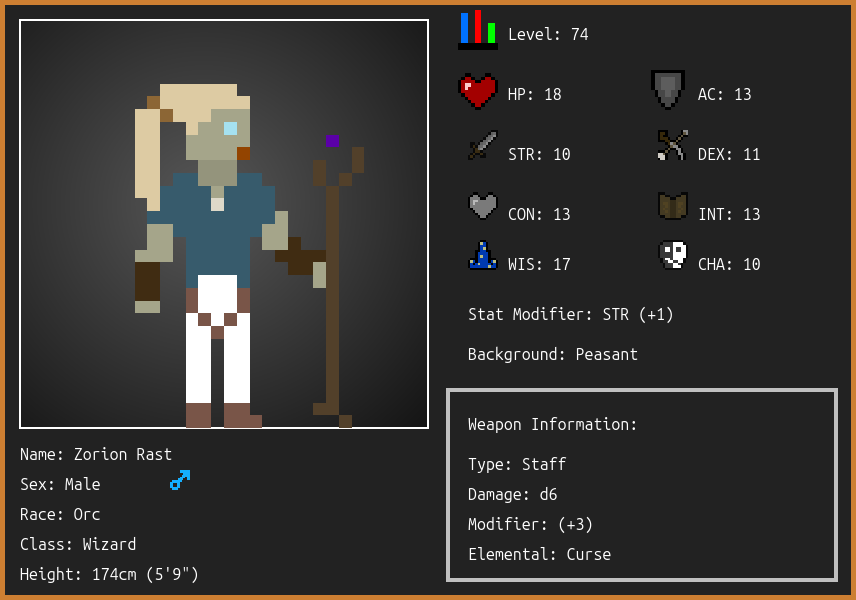 Level: 74
HP: 18
AC: 13
STR: 10
DEX: 11
CON: 13
INT: 13
WIS: 17
CHA: 10
Stat Modifier: STR (+1)
Background: Peasant
Weapon Information:
Type: Staff
Damage: d6
Modifier: (+3)
Elemental: Curse
Name: Zorion Rast
Sex: Male
Race: Orc
Class: Wizard
Height: 174cm (5'9")